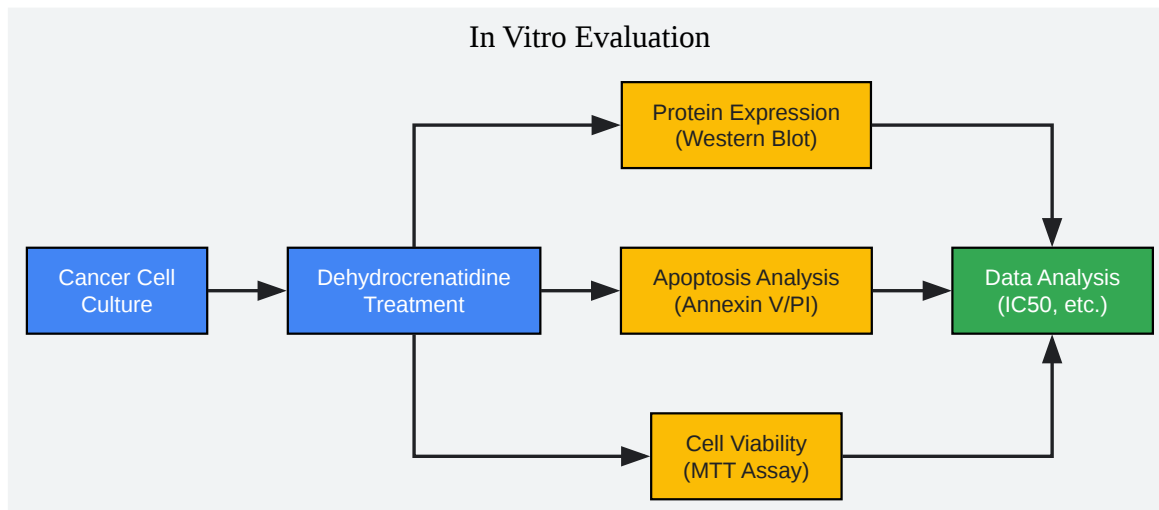 In Vitro Evaluation
Protein Expression
(Western Blot)
Cancer Cell
Culture
Dehydrocrenatidine
Treatment
Apoptosis Analysis
(Annexin V/PI)
Data Analysis
(IC50, etc.)
Cell Viability
(MTT Assay)